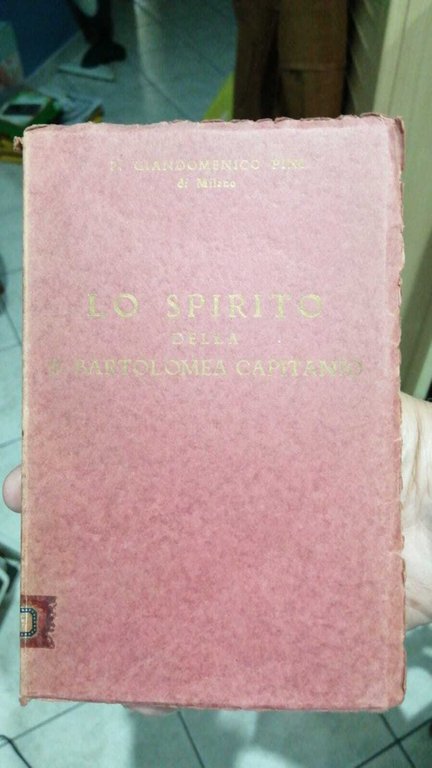 P. GIANDOMENICO PINI
di Milano
LO SPIRITO
DELLA
B. BARTOLOMEA CAPITANIO